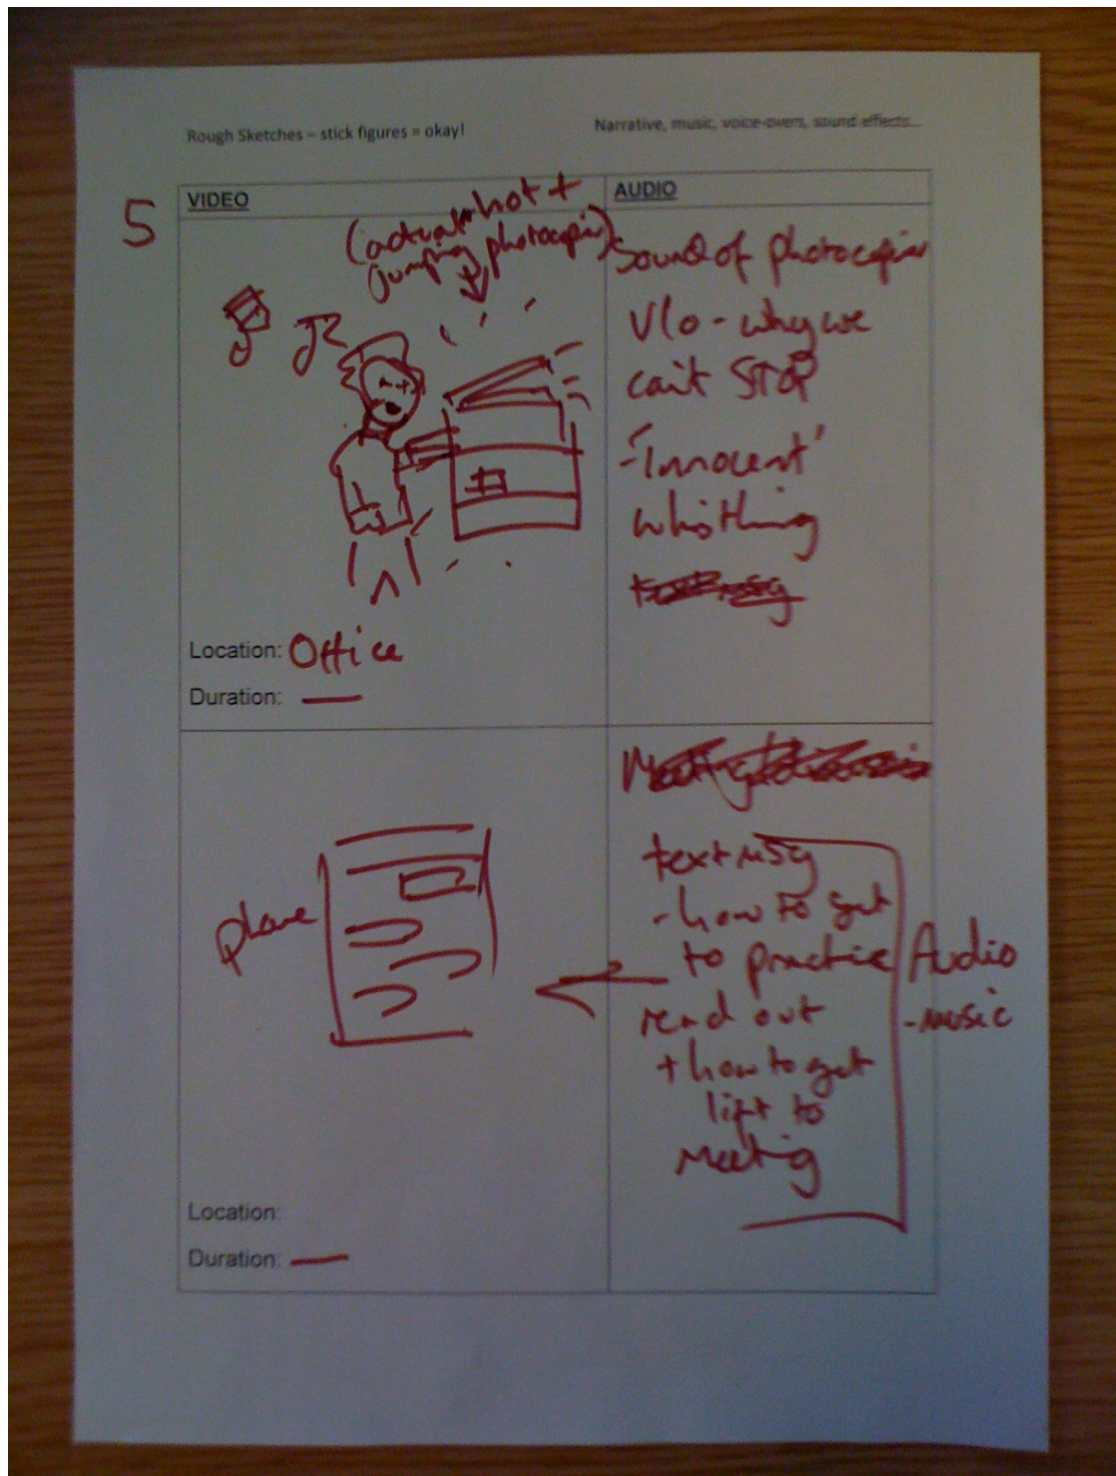 Rough Sketches – stick figures = okay!
Narrative, music, voice-overs, sound effects...
5
VIDEO
(actual shot +
jumping photocopier)
Location: Office
Duration: —
AUDIO
Sound of photocopier
V/o - why we
can't STOP
-'Innocent'
whistling
Location:
Duration: —
text msg
- how to get
to practice
read out
+ how to get
lift to
meeting
Audio
- music